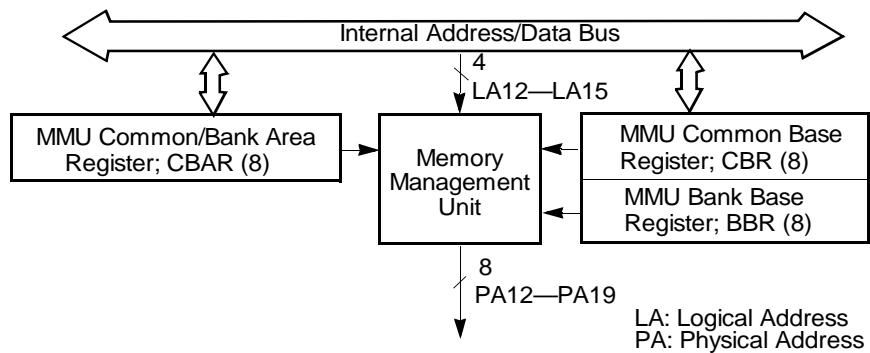 Internal Address/Data Bus
4
LA12—LA15
MMU Common/Bank Area
Register; CBAR (8)
Memory
Management
Unit
MMU Common Base
Register; CBR (8)
MMU Bank Base
Register; BBR (8)
8
PA12—PA19
LA: Logical Address
PA: Physical Address